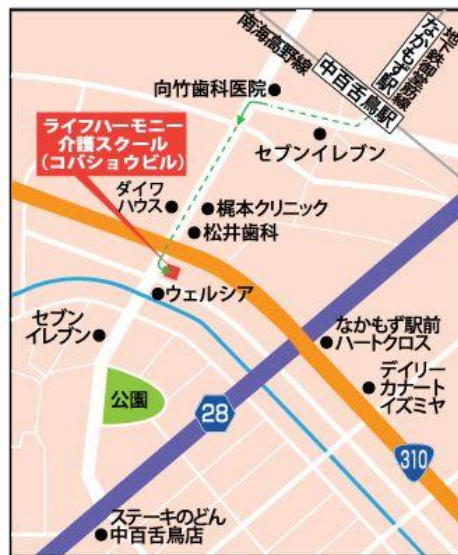 南海高野線
中百舌鳥駅
地下鉄御堂筋線
なかもず駅
向竹歯科医院
セブンイレブン
ライフハーモニー
介護スクール
(コバショウビル)
ダイワ
ハウス
梶本クリニック
松井歯科
ウェルシア
セブン
イレブン
公園
なかもず駅前
ハートクロス
デイリー
カナート
イズミヤ
28
310
ステーキのどん
中百舌鳥店